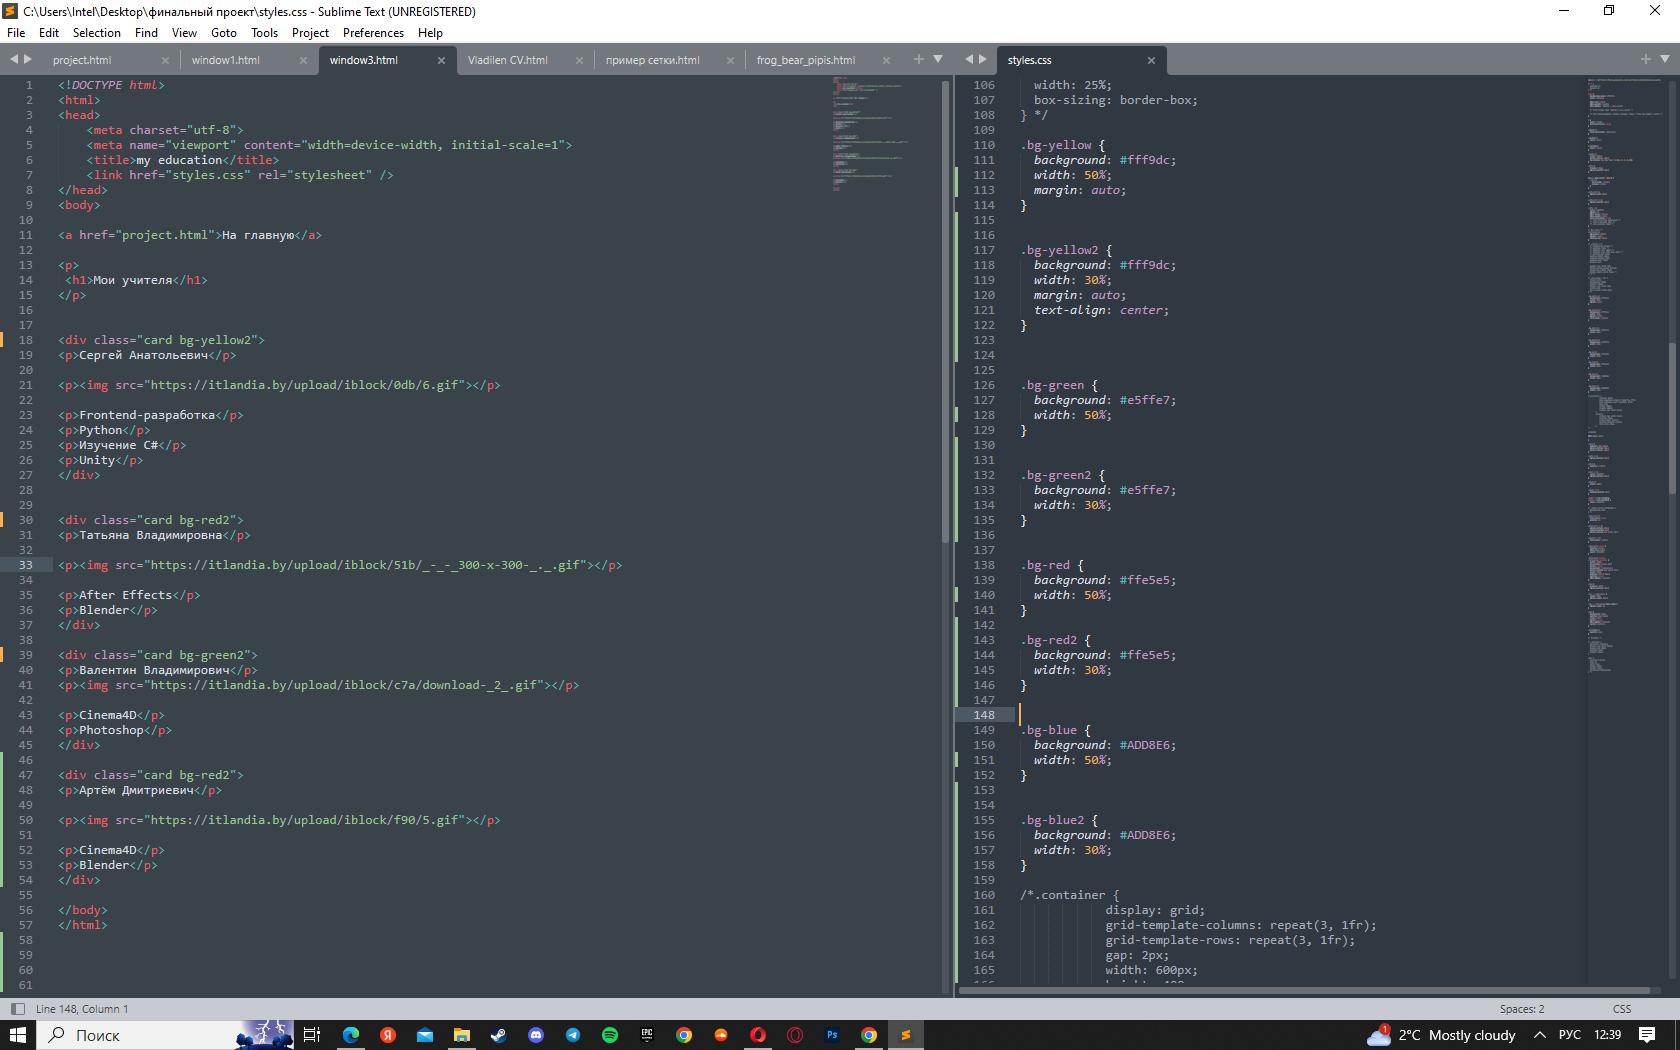 C:\Users\Intel\Desktop\финальный проект\styles.css - Sublime Text (UNREGISTERED)
File Edit Selection Find View Goto Tools Project Preferences Help
project.html window1.html window3.html Vladilen CV.html пример сетки.html frog_bear_pipis.html styles.css
1 <!DOCTYPE html>
2 <html>
3 <head>
4 <meta charset="utf-8">
5 <meta name="viewport" content="width=device-width, initial-scale=1">
6 <title>my education</title>
7 <link href="styles.css" rel="stylesheet" />
8 </head>
9 <body>
10
11 <a href="project.html">На главную</a>
12
13 <p>
14 <h1>Мои учителя</h1>
15 </p>
16
17
18 <div class="card bg-yellow2">
19 <p>Сергей Анатольевич</p>
20
21 <p><img src="https://itlandia.by/upload/iblock/0db/6.gif"></p>
22
23 <p>Frontend-разработка</p>
24 <p>Python</p>
25 <p>Изучение C#</p>
26 <p>Unity</p>
27 </div>
28
29
30 <div class="card bg-red2">
31 <p>Татьяна Владимировна</p>
32
33 <p><img src="https://itlandia.by/upload/iblock/51b/_-_-_300-x-300-_._.gif"></p>
34
35 <p>After Effects</p>
36 <p>Blender</p>
37 </div>
38
39 <div class="card bg-green2">
40 <p>Валентин Владимирович</p>
41 <p><img src="https://itlandia.by/upload/iblock/c7a/download-_2_.gif"></p>
42
43 <p>Cinema4D</p>
44 <p>Photoshop</p>
45 </div>
46
47 <div class="card bg-red2">
48 <p>Артём Дмитриевич</p>
49
50 <p><img src="https://itlandia.by/upload/iblock/f90/5.gif"></p>
51
52 <p>Cinema4D</p>
53 <p>Blender</p>
54 </div>
55
56 </body>
57 </html>
58
59
60
61
106 width: 25%;
107 box-sizing: border-box;
108 } */
109
110 .bg-yellow {
111 background: #fff9dc;
112 width: 50%;
113 margin: auto;
114 }
115
116
117 .bg-yellow2 {
118 background: #fff9dc;
119 width: 30%;
120 margin: auto;
121 text-align: center;
122 }
123
124
125
126 .bg-green {
127 background: #e5ffe7;
128 width: 50%;
129 }
130
131
132 .bg-green2 {
133 background: #e5ffe7;
134 width: 30%;
135 }
136
137
138 .bg-red {
139 background: #ffe5e5;
140 width: 50%;
141 }
142
143 .bg-red2 {
144 background: #ffe5e5;
145 width: 30%;
146 }
147
148
149 .bg-blue {
150 background: #ADD8E6;
151 width: 50%;
152 }
153
154
155 .bg-blue2 {
156 background: #ADD8E6;
157 width: 30%;
158 }
159
160 /*.container {
161 display: grid;
162 grid-template-columns: repeat(3, 1fr);
163 grid-template-rows: repeat(3, 1fr);
164 gap: 2px;
165 width: 600px;
Line 148, Column 1 Spaces: 2 CSS
Поиск EPIC Ps 1 2°C Mostly cloudy РУС 12:39